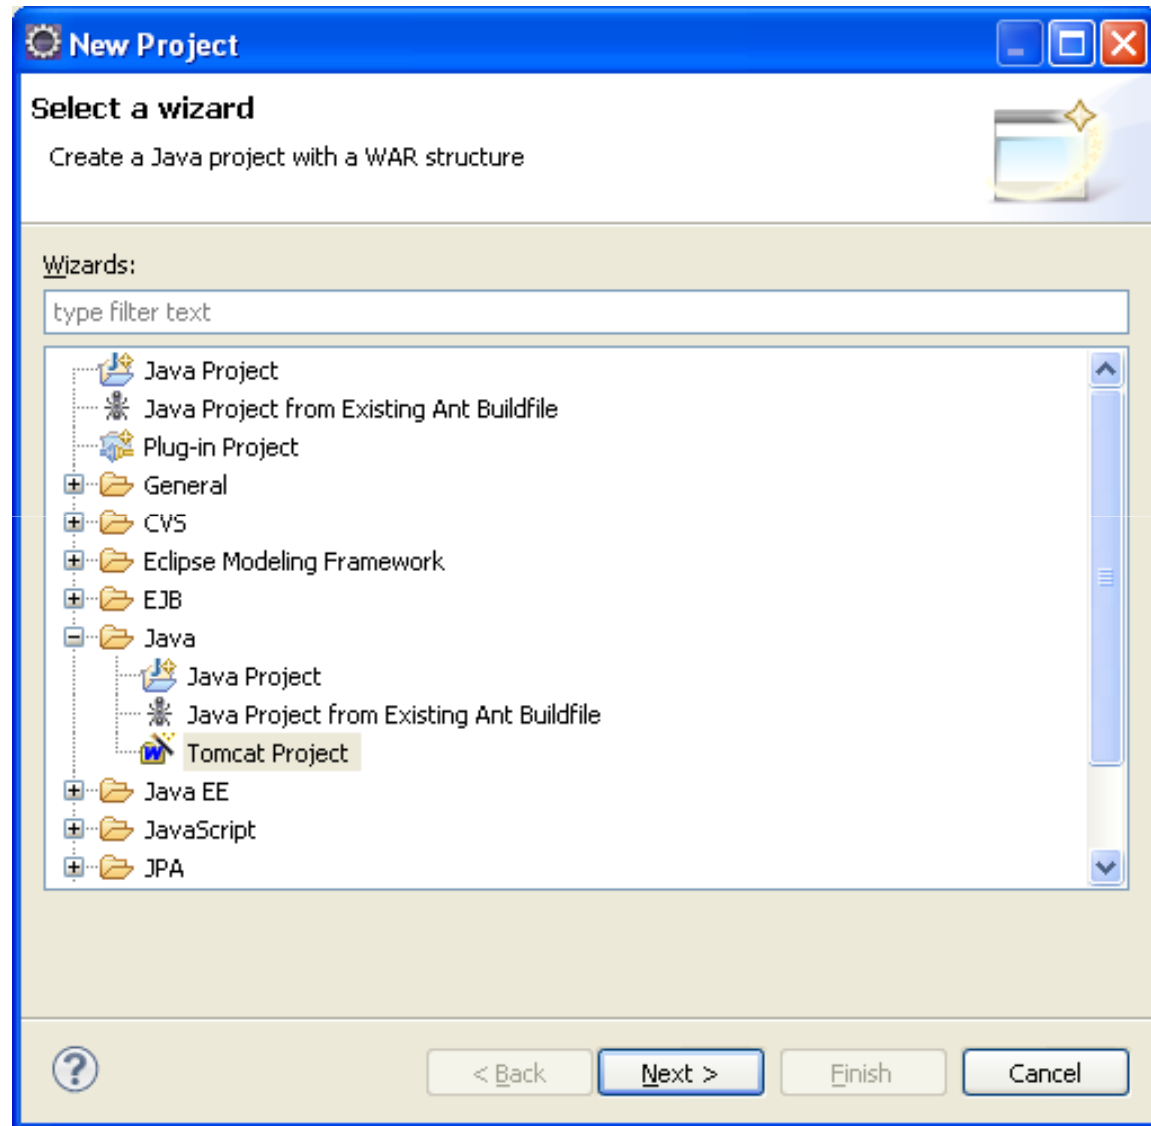 New Project
Select a wizard
Create a Java project with a WAR structure
Wizards:
type filter text
Java Project
Java Project from Existing Ant Buildfile
Plug-in Project
General
CVS
Eclipse Modeling Framework
EJB
Java
Java Project
Java Project from Existing Ant Buildfile
Tomcat Project
Java EE
JavaScript
JPA
< Back Next > Finish Cancel